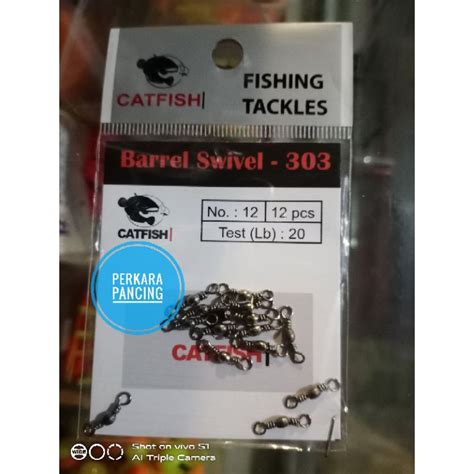 CATFISH
FISHING
TACKLES
Barrel Swivel - 303
CATFISH
No. : 12 12 pcs
Test (Lb) : 20
PERKARA
PANCING
CATFISH
Shot on vivo S1
AI Triple Camera